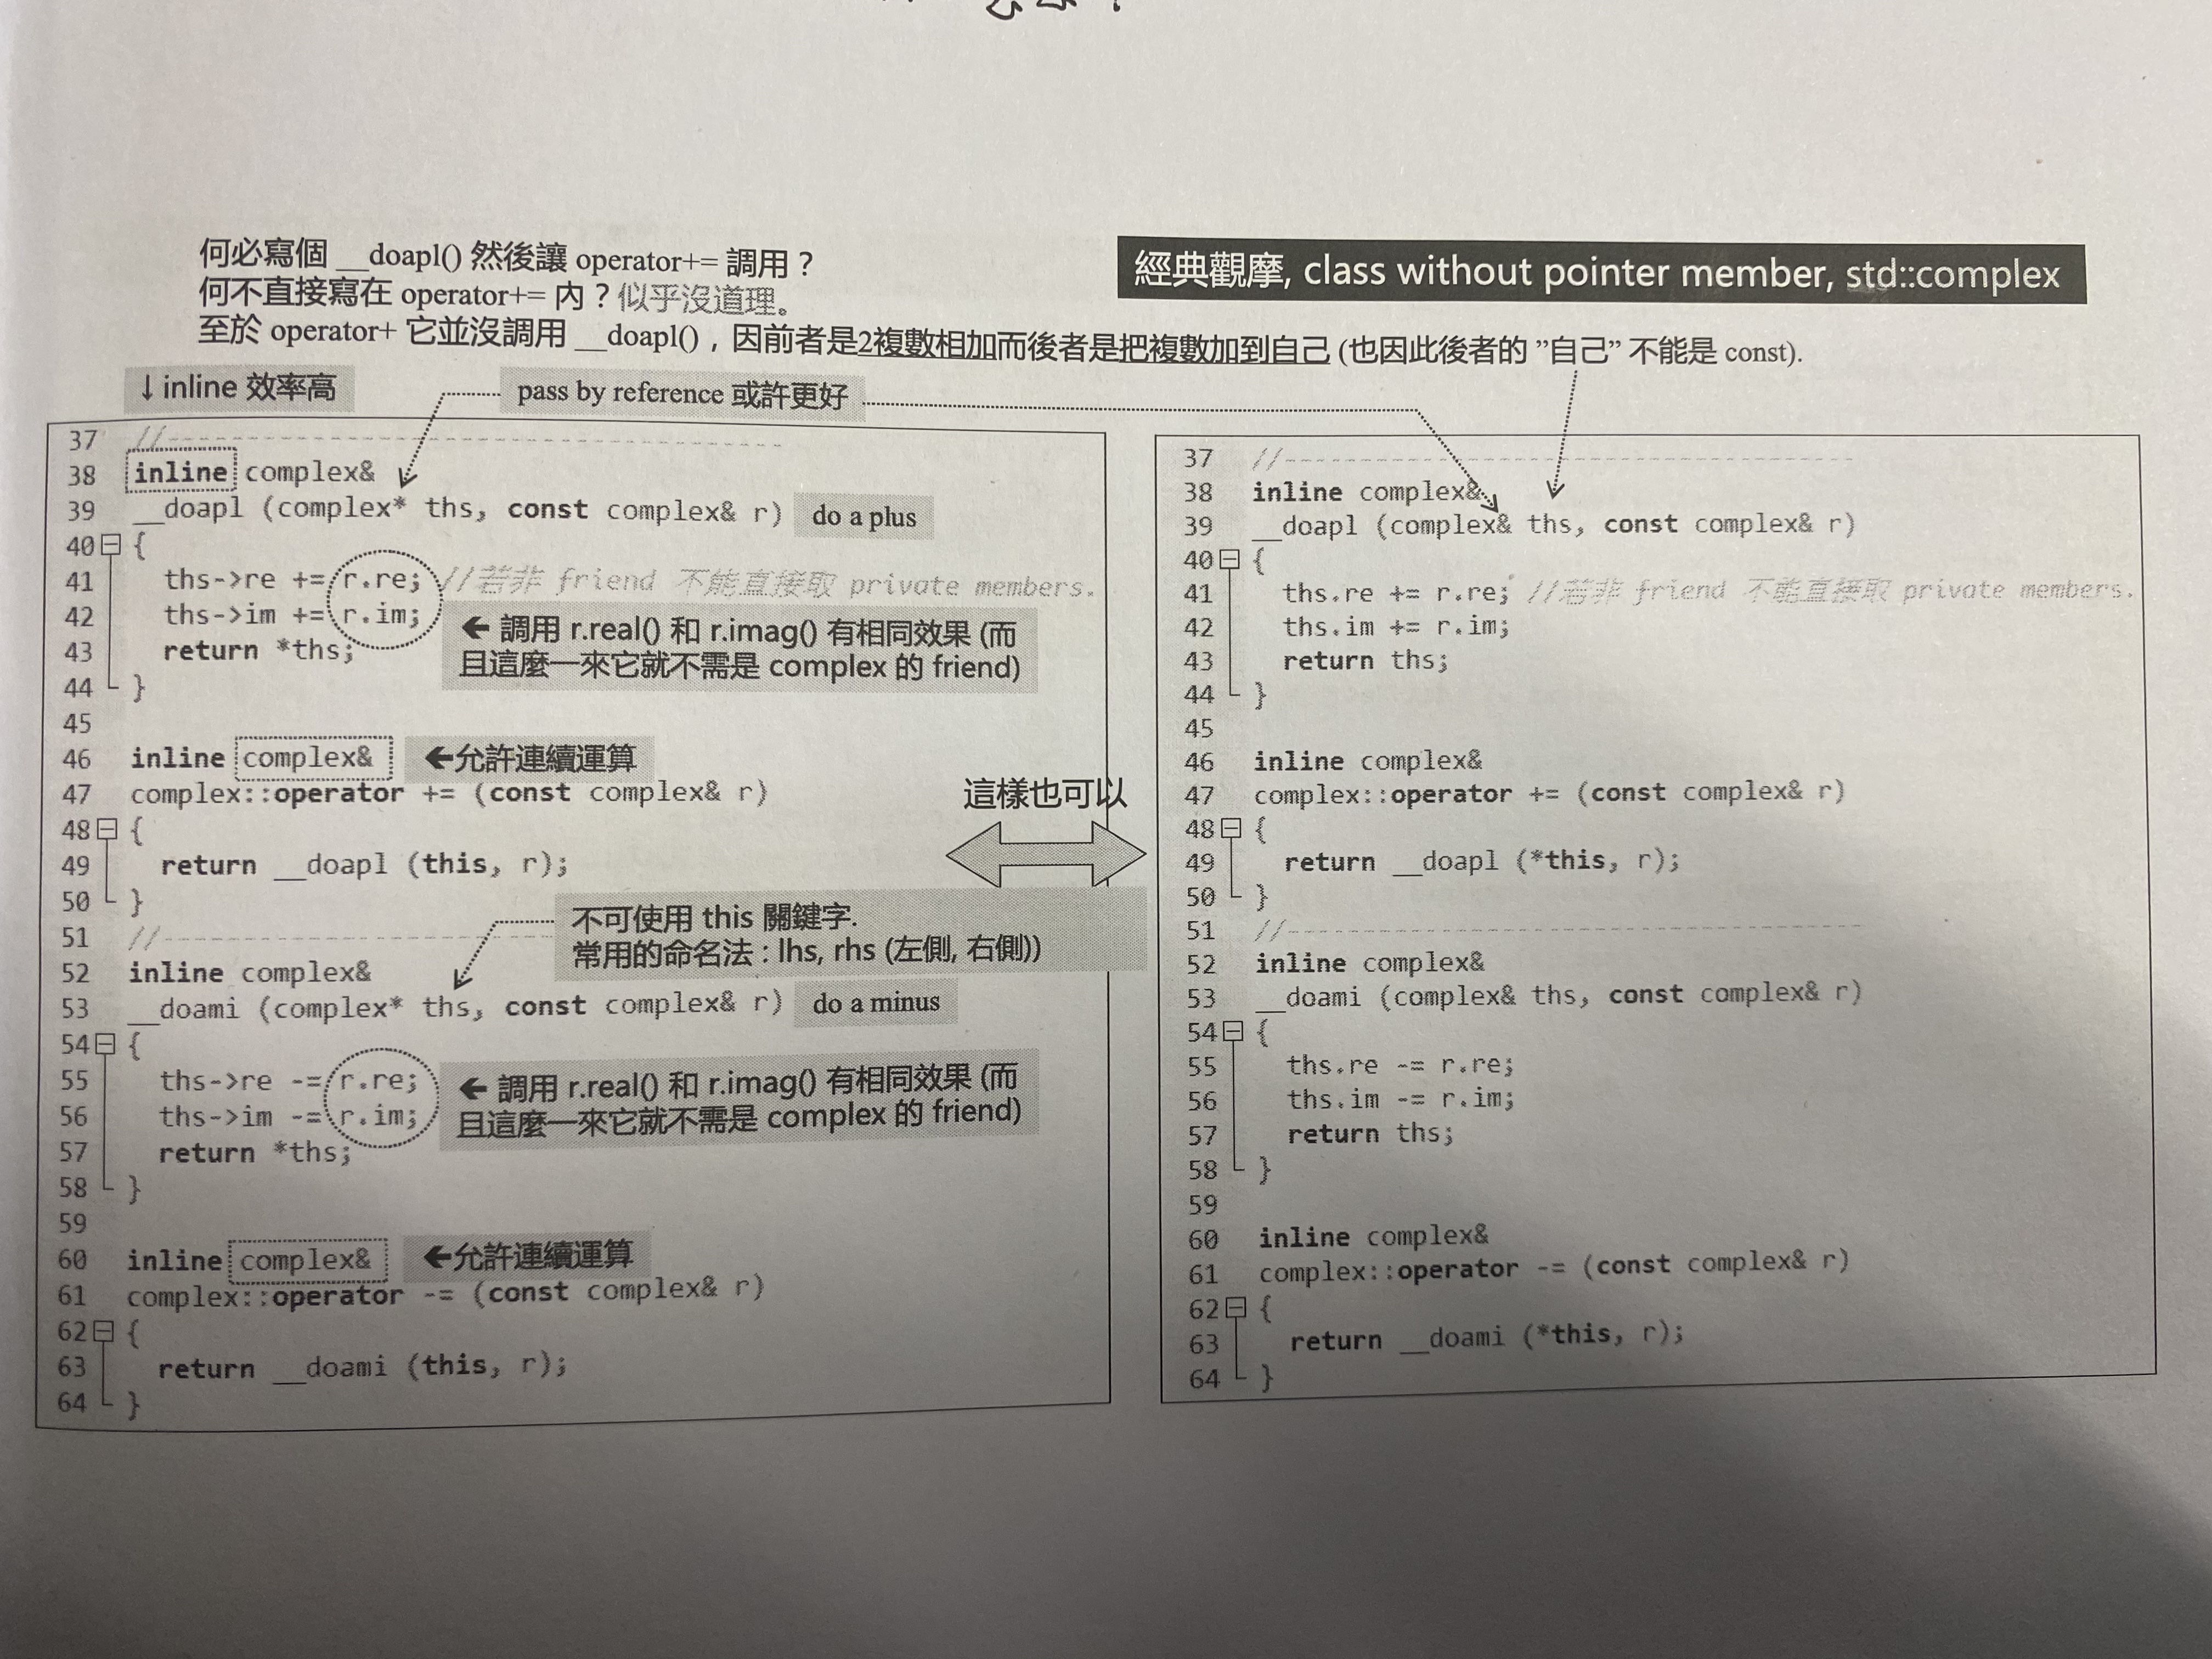 何必寫個 __doapl() 然後讓 operator+= 調用？
何不直接寫在 operator+= 內？似乎沒道理。
至於 operator+ 它並沒調用 __doapl()，因前者是2複數相加而後者是把複數加到自己 (也因此後者的 ”自己” 不能是 const).
經典觀摩, class without pointer member, std::complex
↓inline 效率高
pass by reference 或許更好
37 //----------------------------------------
38 inline complex&
39 __doapl (complex* ths, const complex& r) do a plus
40 {
41 ths->re += r.re; //若非 friend 不能直接取 private members.
42 ths->im += r.im;
← 調用 r.real() 和 r.imag() 有相同效果 (而
且這麼一來它就不需是 complex 的 friend)
43 return *ths;
44 }
45
46 inline complex& ←允許連續運算
47 complex::operator += (const complex& r)
48 {
49 return __doapl (this, r);
50 }
51 //----------------------------------------
不可使用 this 關鍵字.
常用的命名法 : lhs, rhs (左側, 右側))
52 inline complex&
53 __doami (complex* ths, const complex& r) do a minus
54 {
55 ths->re -= r.re;
56 ths->im -= r.im;
← 調用 r.real() 和 r.imag() 有相同效果 (而
且這麼一來它就不需是 complex 的 friend)
57 return *ths;
58 }
59
60 inline complex& ←允許連續運算
61 complex::operator -= (const complex& r)
62 {
63 return __doami (this, r);
64 }
這樣也可以
37 //----------------------------------------
38 inline complex&
39 __doapl (complex& ths, const complex& r)
40 {
41 ths.re += r.re; //若非 friend 不能直接取 private members.
42 ths.im += r.im;
43 return ths;
44 }
45
46 inline complex&
47 complex::operator += (const complex& r)
48 {
49 return __doapl (*this, r);
50 }
51 //----------------------------------------
52 inline complex&
53 __doami (complex& ths, const complex& r)
54 {
55 ths.re -= r.re;
56 ths.im -= r.im;
57 return ths;
58 }
59
60 inline complex&
61 complex::operator -= (const complex& r)
62 {
63 return __doami (*this, r);
64 }